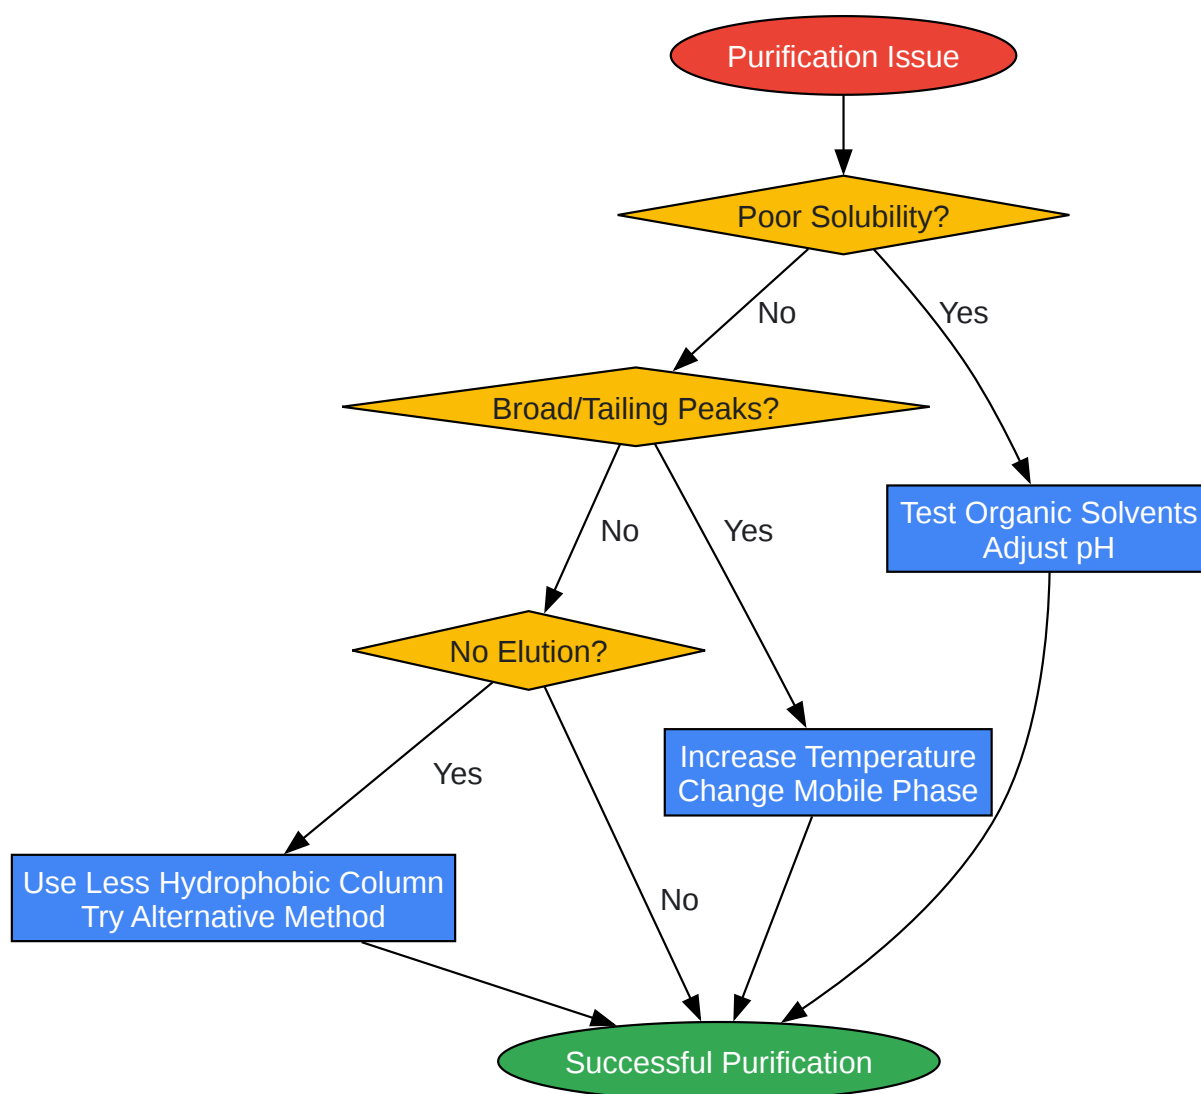 Purification Issue
Poor Solubility?
No
Yes
Broad/Tailing Peaks?
Test Organic Solvents
Adjust pH
No
Yes
No Elution?
Increase Temperature
Change Mobile Phase
Yes
Use Less Hydrophobic Column
Try Alternative Method
No
Successful Purification